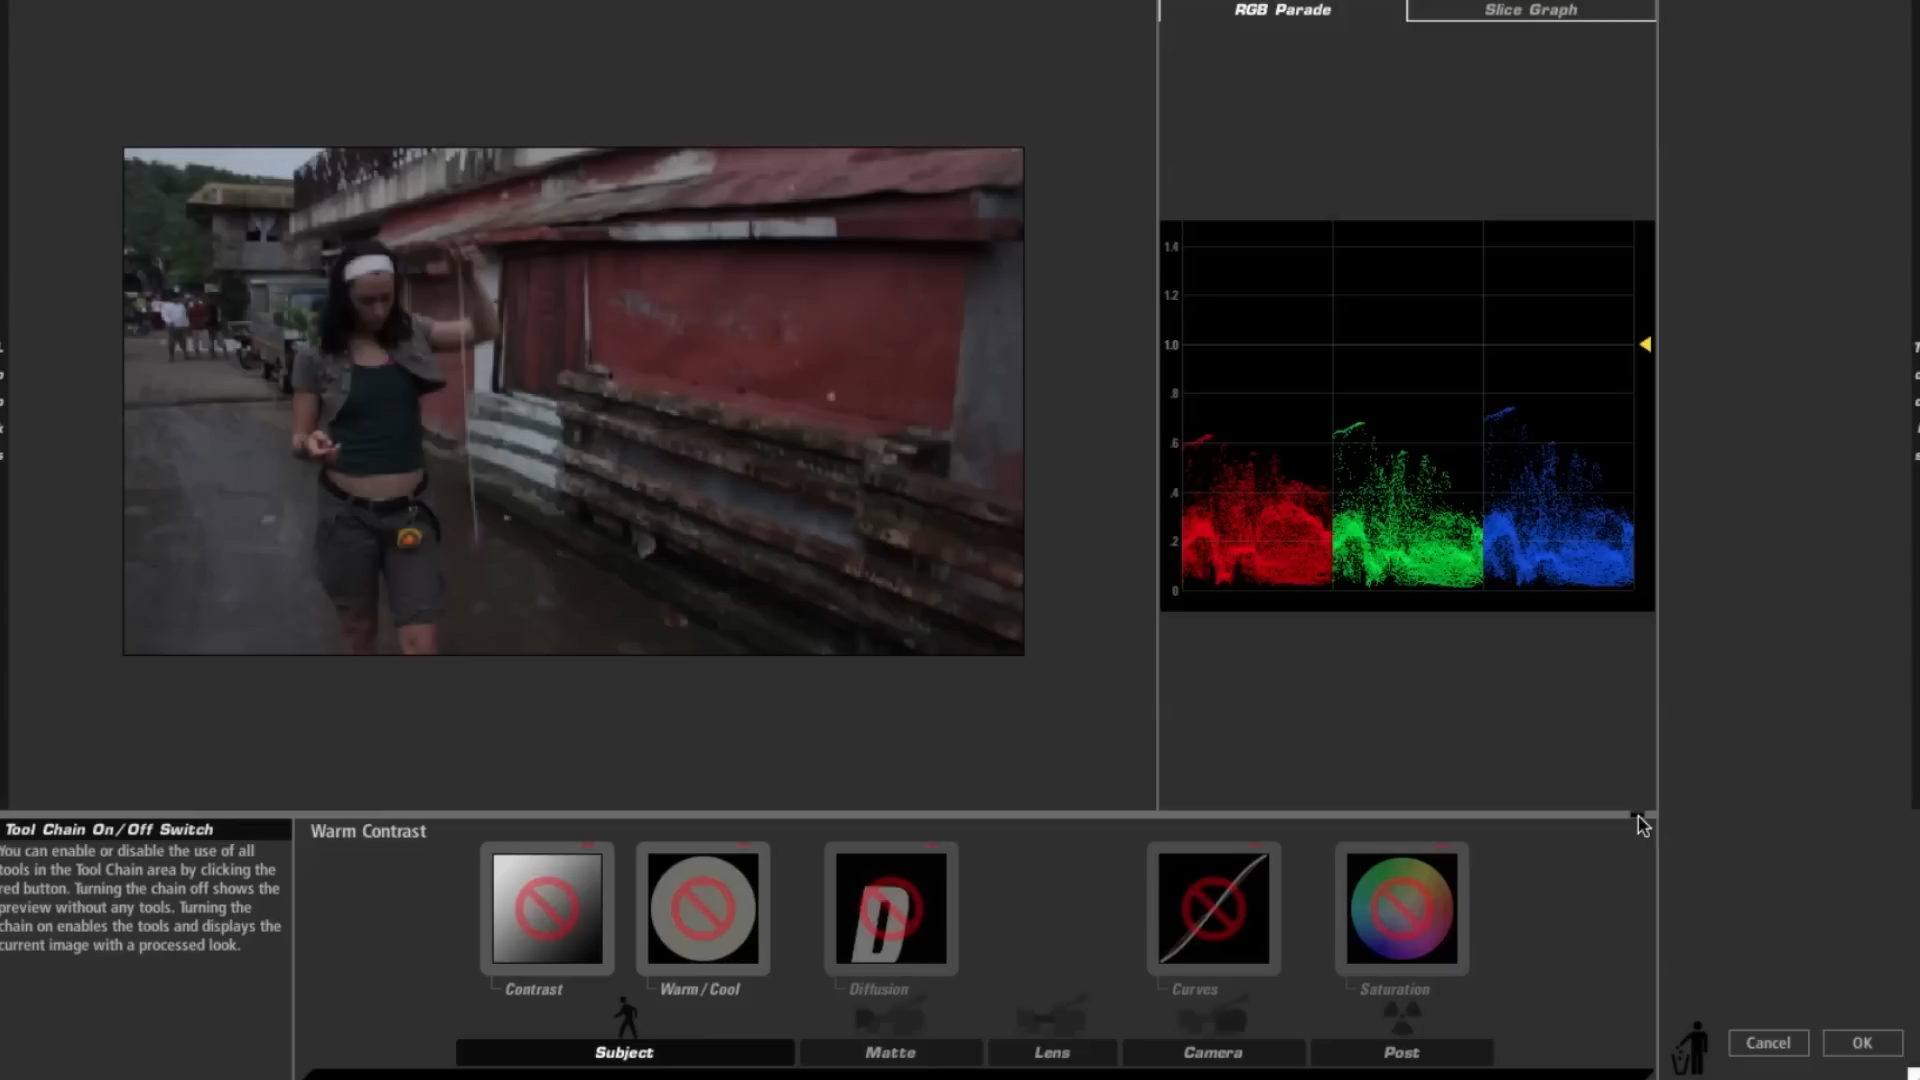 RGB Parade
Slice Graph
1.4
1.2
1.0
.8
.6
.4
.2
0
Tool Chain On/Off Switch
You can enable or disable the use of all
tools in the Tool Chain area by clicking the
red button. Turning the chain off shows the
preview without any tools. Turning the
chain on enables the tools and displays the
current image with a processed look.
Warm Contrast
D
Contrast
Warm/Cool
Diffusion
Curves
Saturation
Subject
Matte
Lens
Camera
Post
Cancel
OK